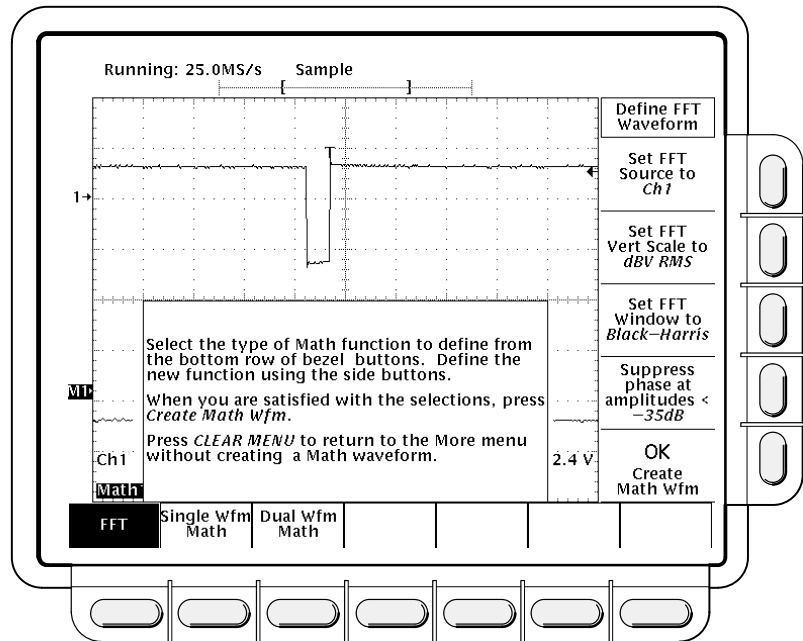 Running: 25.0MS/s Sample
[ ]
Define FFT
Waveform
T
Set FFT
Source to
Ch1
1→
Set FFT
Vert Scale to
dBV RMS
Set FFT
Window to
Black–Harris
Select the type of Math function to define from
the bottom row of bezel buttons. Define the
new function using the side buttons.
When you are satisfied with the selections, press
Create Math Wfm.
Press CLEAR MENU to return to the More menu
without creating a Math waveform.
M1
Ch1
2.4 V
Math
Suppress
phase at
amplitudes <
–35dB
OK
Create
Math Wfm
FFT
Single Wfm
Math
Dual Wfm
Math